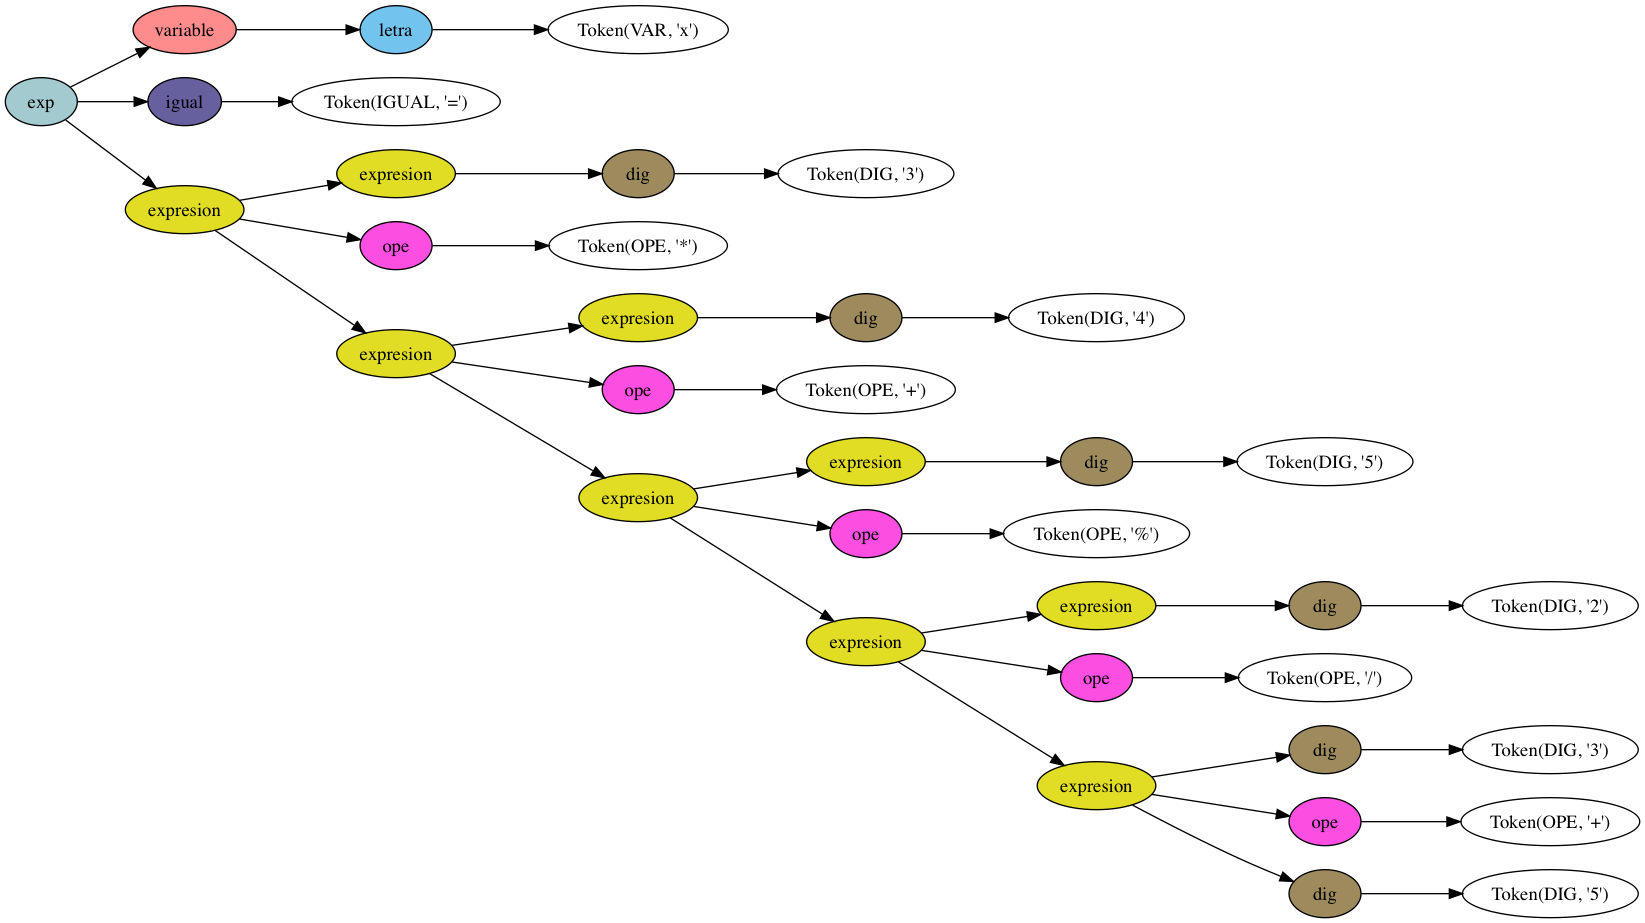 variable
letra
Token(VAR, 'x')
exp
igual
Token(IGUAL, '=')
expresion
dig
Token(DIG, '3')
expresion
ope
Token(OPE, '*')
expresion
dig
Token(DIG, '4')
expresion
ope
Token(OPE, '+')
expresion
dig
Token(DIG, '5')
expresion
ope
Token(OPE, '%')
expresion
dig
Token(DIG, '2')
expresion
ope
Token(OPE, '/')
dig
Token(DIG, '3')
expresion
ope
Token(OPE, '+')
dig
Token(DIG, '5')